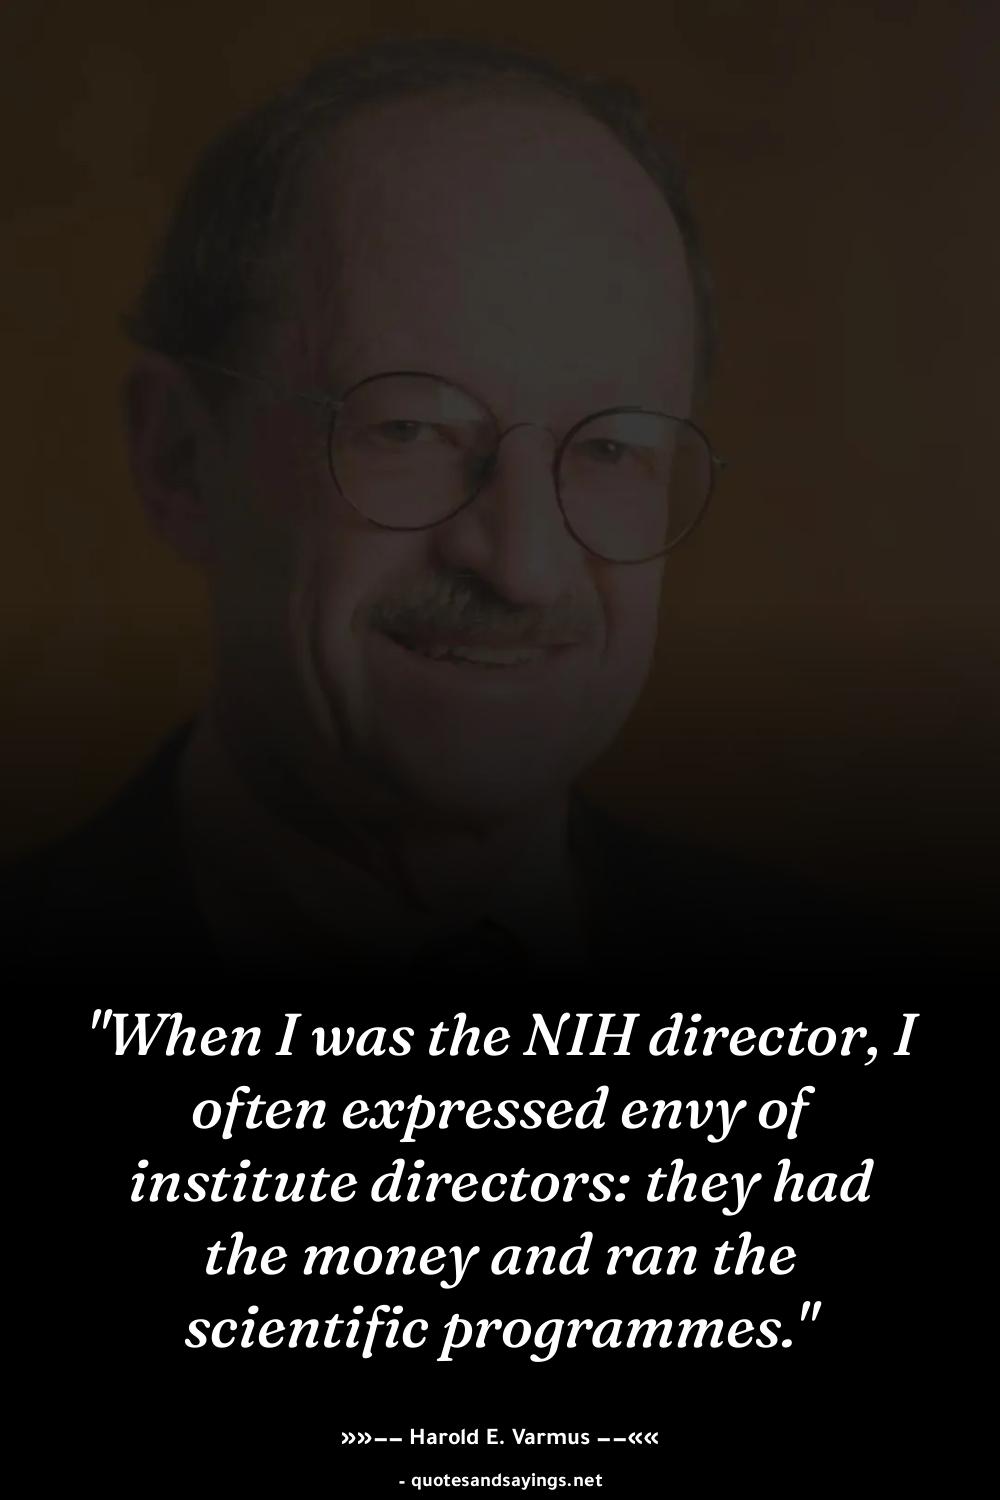 "When I was the NIH director, I
often expressed envy of
institute directors: they had
the money and ran the
scientific programmes."
»»−− Harold E. Varmus −−««
- quotesandsayings.net